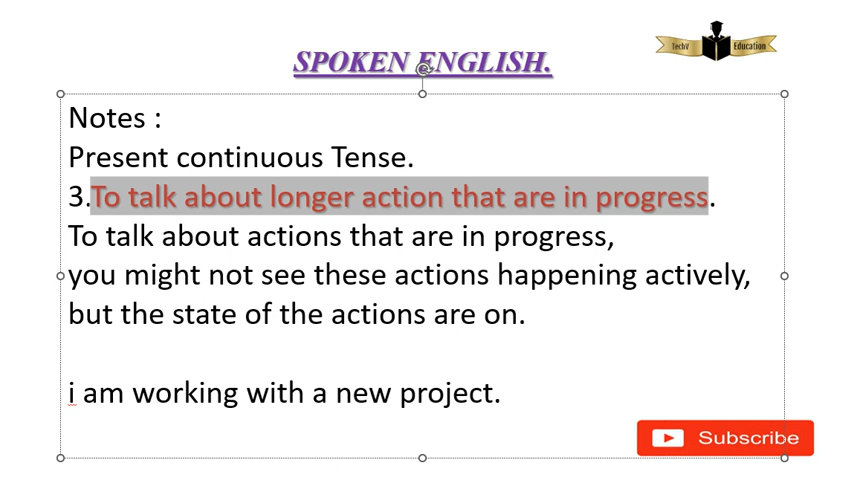 TechV Education
SPOKEN ENGLISH.
Notes :
Present continuous Tense.
3.To talk about longer action that are in progress.
To talk about actions that are in progress,
you might not see these actions happening actively,
but the state of the actions are on.
i am working with a new project.
Subscribe